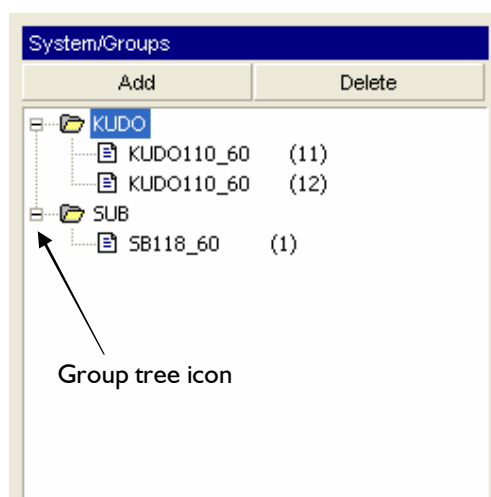 System/Groups
Add Delete
KUDO
KUDO110_60 (11)
KUDO110_60 (12)
SUB
SB118_60 (1)
Group tree icon